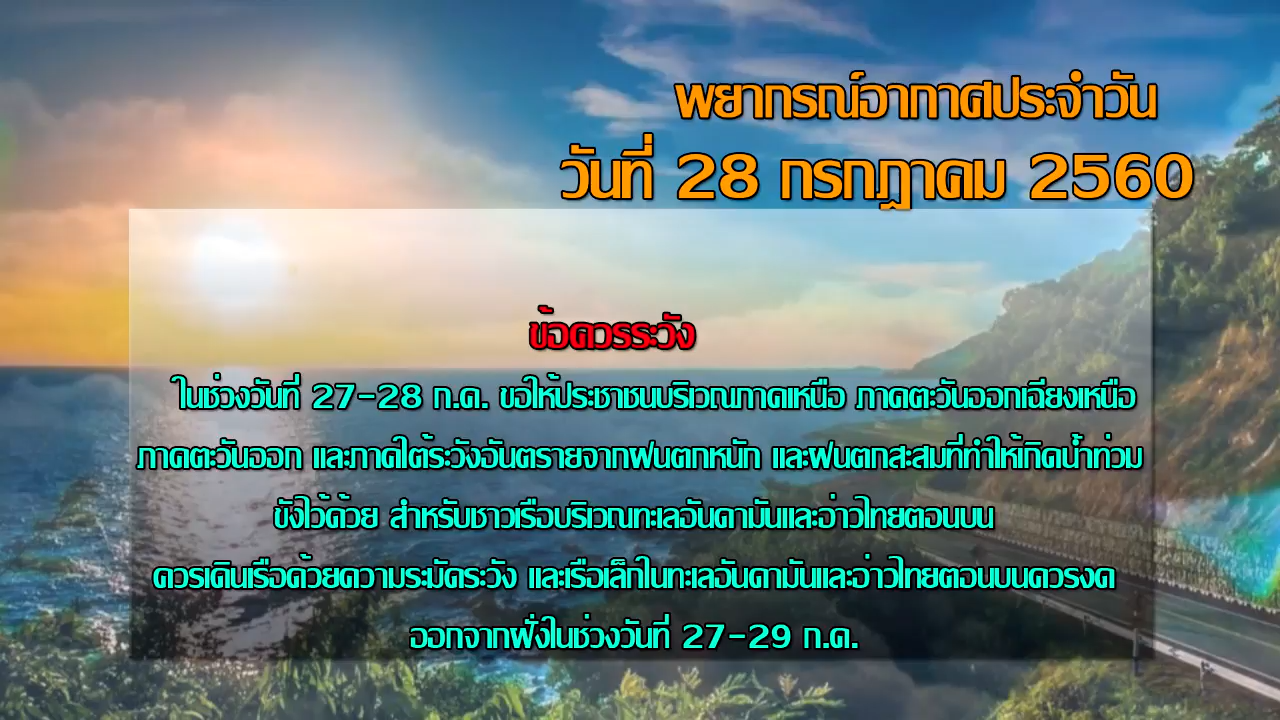 พยากรณ์อากาศประจำวัน
วันที่ 28 กรกฎาคม 2560
ข้อควรระวัง
ในช่วงวันที่ 27-28 ก.ค. ขอให้ประชาชนบริเวณภาคเหนือ ภาคตะวันออกเฉียงเหนือ
ภาคตะวันออก และภาคใต้ระวังอันตรายจากฝนตกหนัก และฝนตกสะสมที่ทำให้เกิดน้ำท่วม
ขังไว้ด้วย สำหรับชาวเรือบริเวณทะเลอันดามันและอ่าวไทยตอนบน
ควรเดินเรือด้วยความระมัดระวัง และเรือเล็กในทะเลอันดามันและอ่าวไทยตอนบนควรงด
ออกจากฝั่งในช่วงวันที่ 27-29 ก.ค.